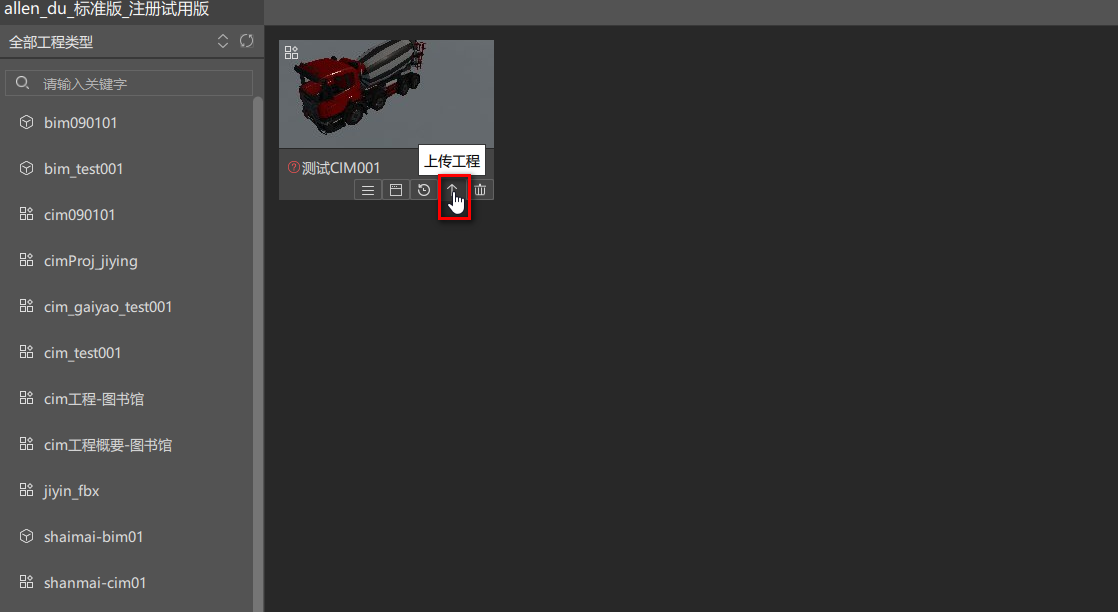 allen_du_标准版_注册试用版
全部工程类型
请输入关键字
bim090101
bim_test001
cim090101
cimProj_jiying
cim_gaiyao_test001
cim_test001
cim工程-图书馆
cim工程概要-图书馆
jiyin_fbx
shaimai-bim01
shanmai-cim01
上传工程
测试CIM001